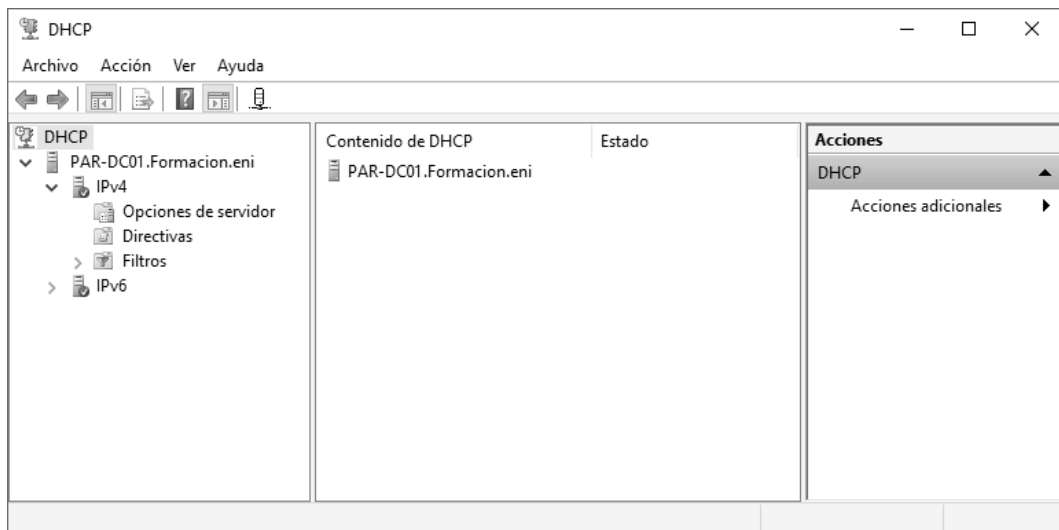 DHCP
Archivo Acción Ver Ayuda
DHCP
PAR-DC01.Formacion.eni
IPv4
Opciones de servidor
Directivas
Filtros
IPv6
Contenido de DHCP Estado
PAR-DC01.Formacion.eni
Acciones
DHCP
Acciones adicionales